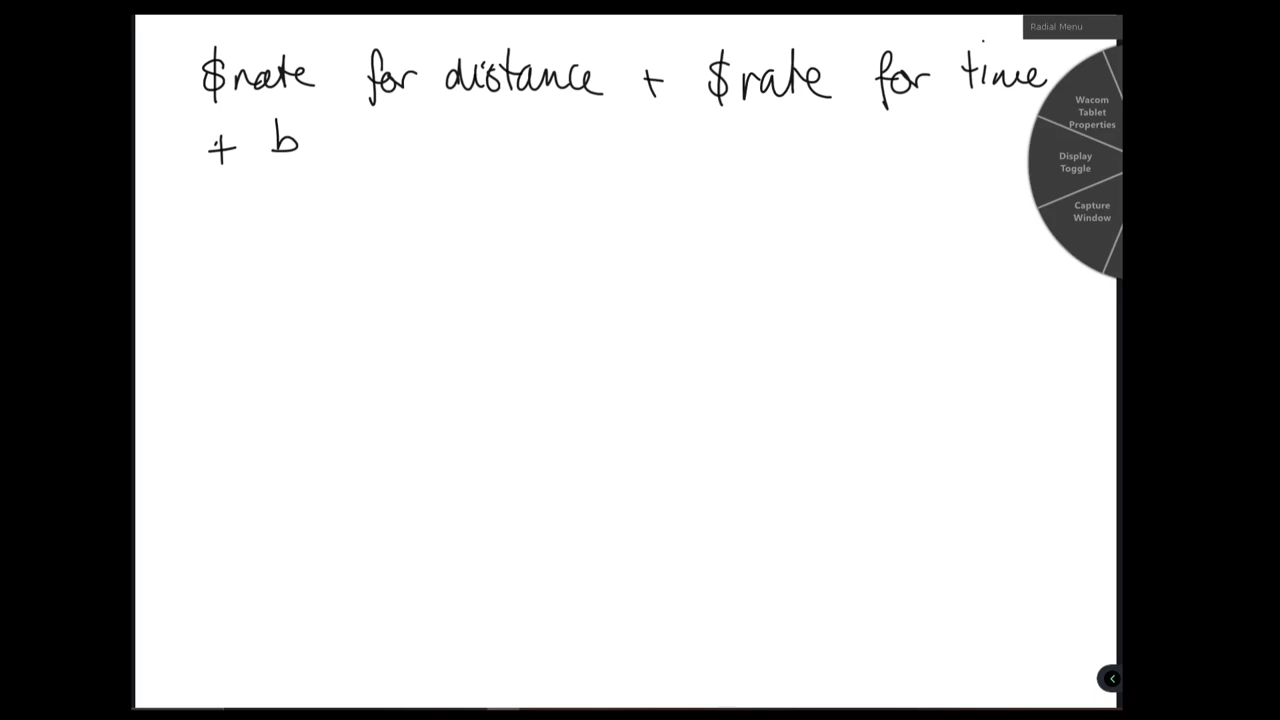 $rate for distance + $rate for time
+ b
Radial Menu
Wacom
Tablet
Properties
Display
Toggle
Capture
Window